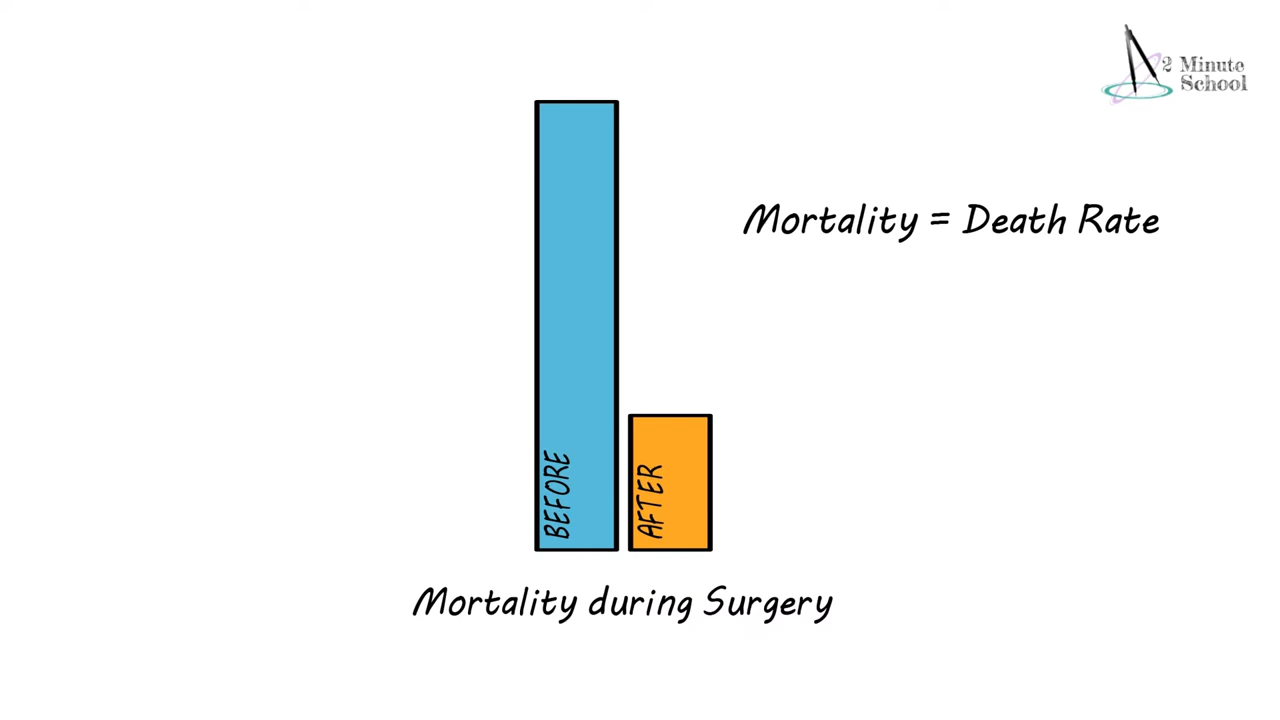 2 Minute
School
Mortality = Death Rate
BEFORE
AFTER
Mortality during Surgery